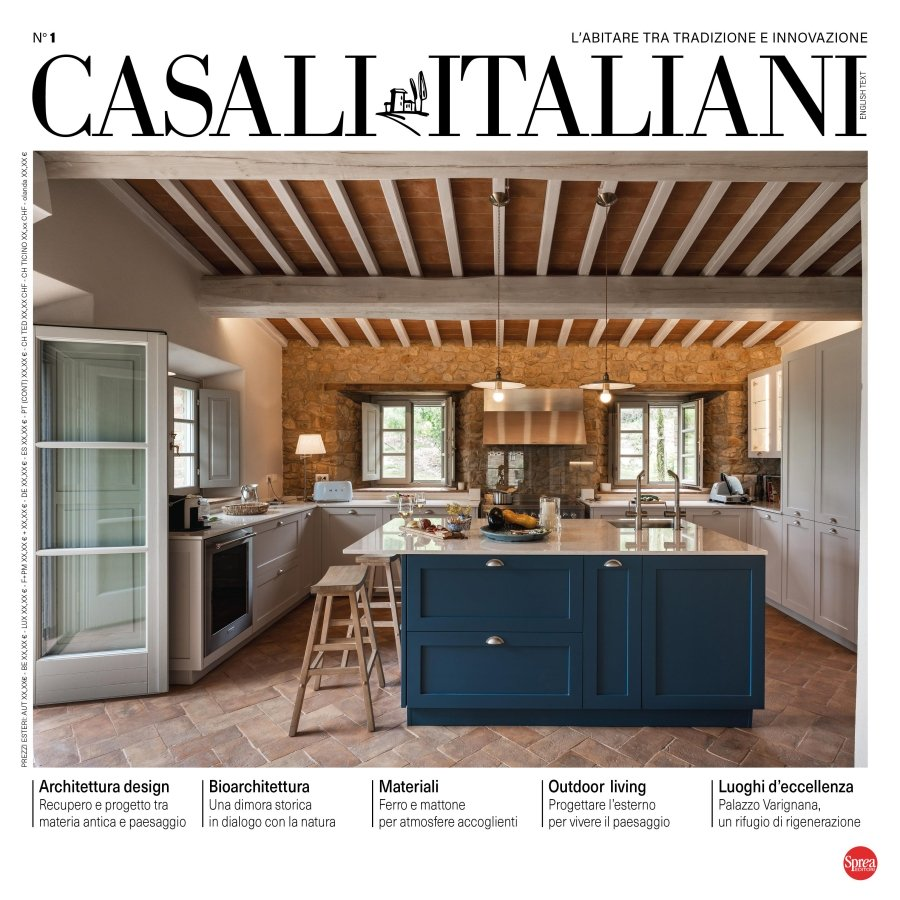 N° 1
L'ABITARE TRA TRADIZIONE E INNOVAZIONE
CASALI ITALIANI
ENGLISH TEXT
PREZZI ESTERI: AUT XX,XX€ - BE XX,XX € - LUX XX,XX € - F+PM XX,XX € + XX,XX € - DE XX,XX € - ES XX,XX € - PT (CONT) XX,XX € - CH TED XX,XX CHF - CH TICINO XX,xx CHF - olanda XX,XX €
Architettura design
Recupero e progetto tra
materia antica e paesaggio
Bioarchitettura
Una dimora storica
in dialogo con la natura
Materiali
Ferro e mattone
per atmosfere accoglienti
Outdoor living
Progettare l'esterno
per vivere il paesaggio
Luoghi d'eccellenza
Palazzo Varignana,
un rifugio di rigenerazione
Sprea
EDITORI